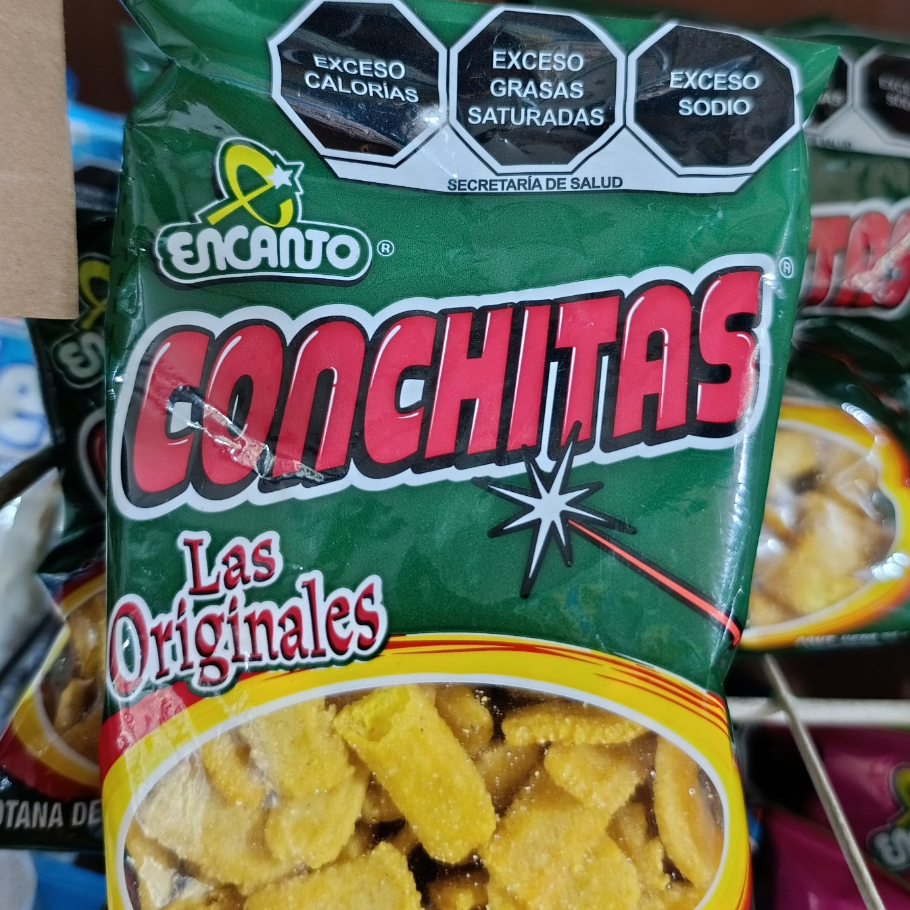 EXCESO
CALORÍAS
EXCESO
GRASAS
SATURADAS
EXCESO
SODIO
SECRETARÍA DE SALUD
ENCANTO®
CONCHITAS®
Las
Originales